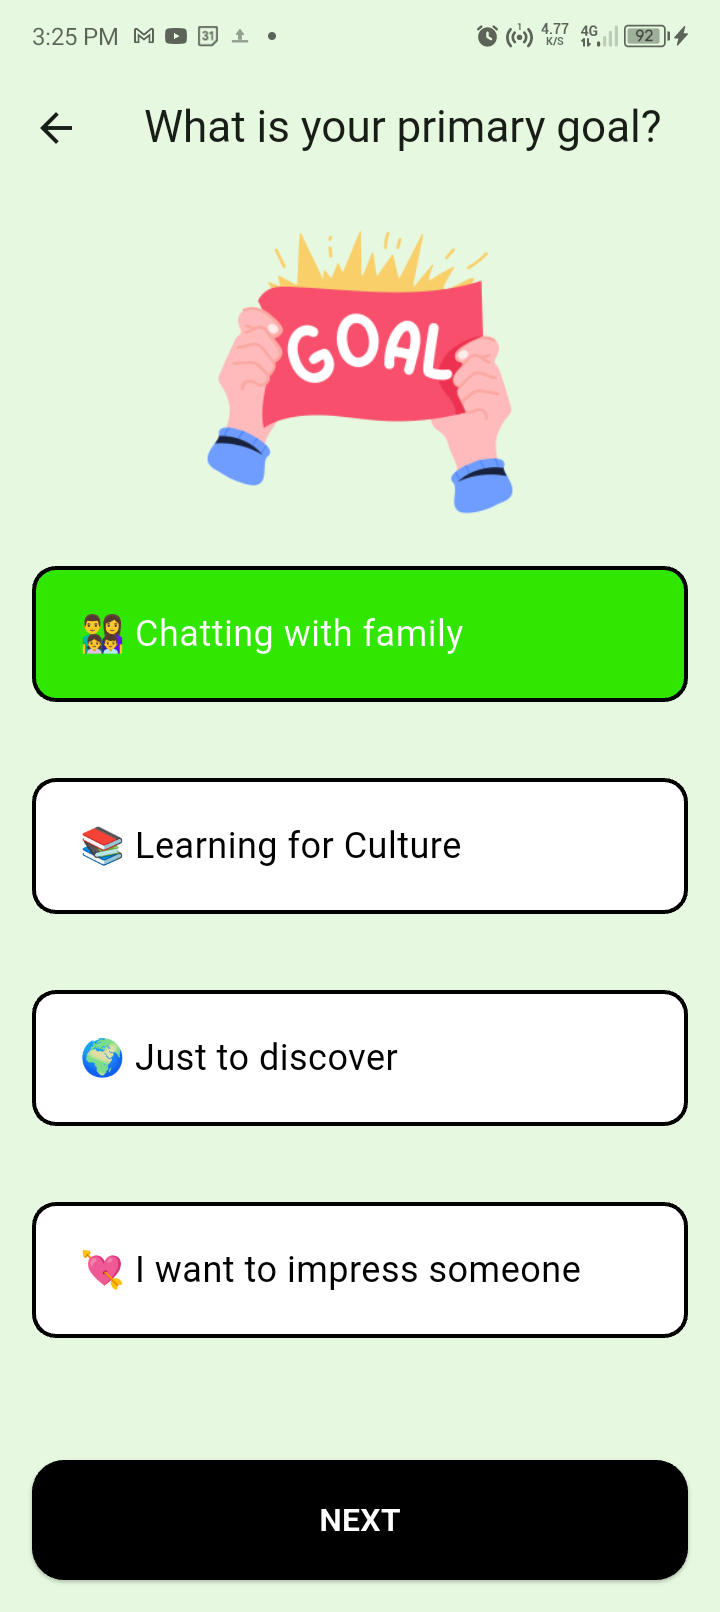 3:25 PM 31 1 4.77 K/S 4G 92
What is your primary goal?
GOAL
Chatting with family
Learning for Culture
Just to discover
I want to impress someone
NEXT